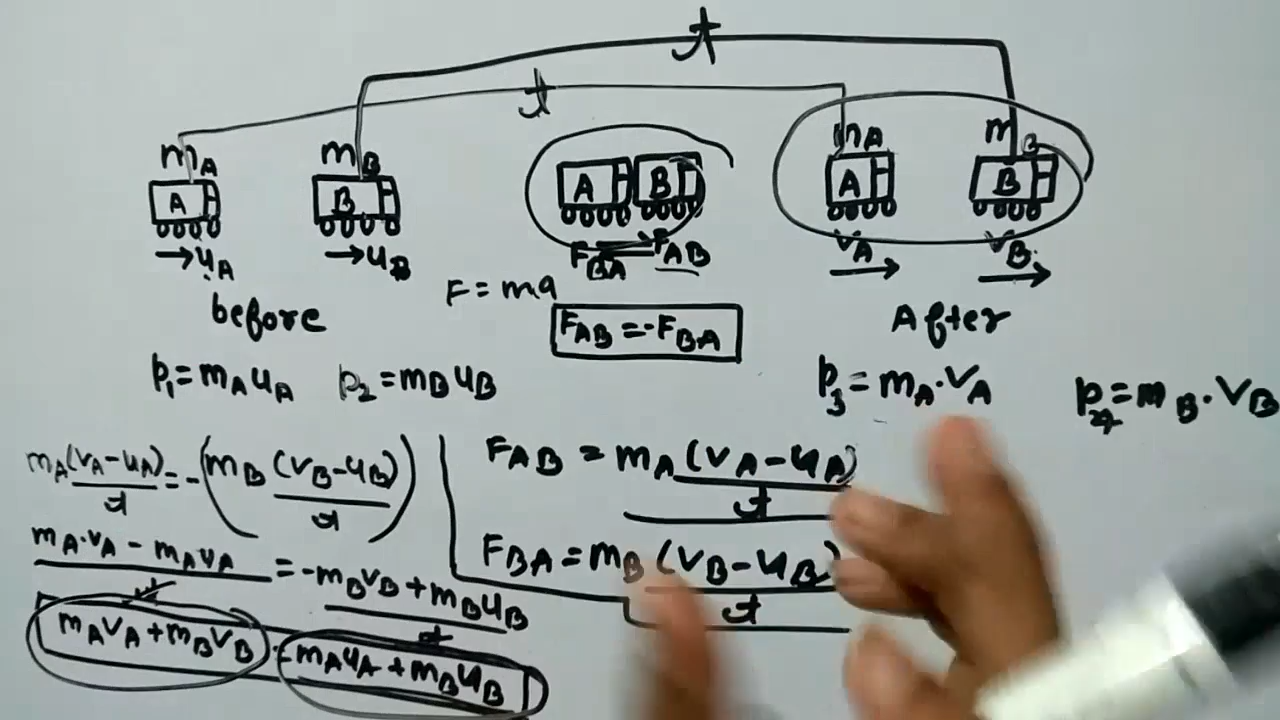 t
t
mA mB mA mB
A B A B A B
→uA →uB FBA FAB vA vB
before F = ma After
FAB = -FBA
p1 = mAuA p2 = mBuB p3 = mA·vA p4 = mB·vB
mA(vA-uA)/t = -(mB(vB-uB)/t)
FAB = mA(vA-uA)/t
mA·vA - mAuA/t = -mBvB + mBuB/t
FBA = mB(vB-uB)/t
mAvA + mBvB = mAuA + mBuB